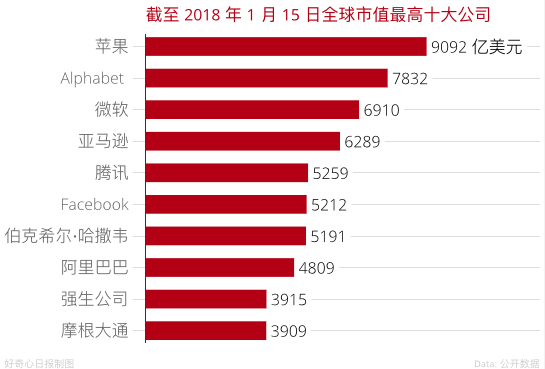 截至 2018 年 1 月 15 日全球市值最高十大公司
苹果 9092 亿美元
Alphabet 7832
微软 6910
亚马逊 6289
腾讯 5259
Facebook 5212
伯克希尔·哈撒韦 5191
阿里巴巴 4809
强生公司 3915
摩根大通 3909
好奇心日报制图 Data: 公开数据